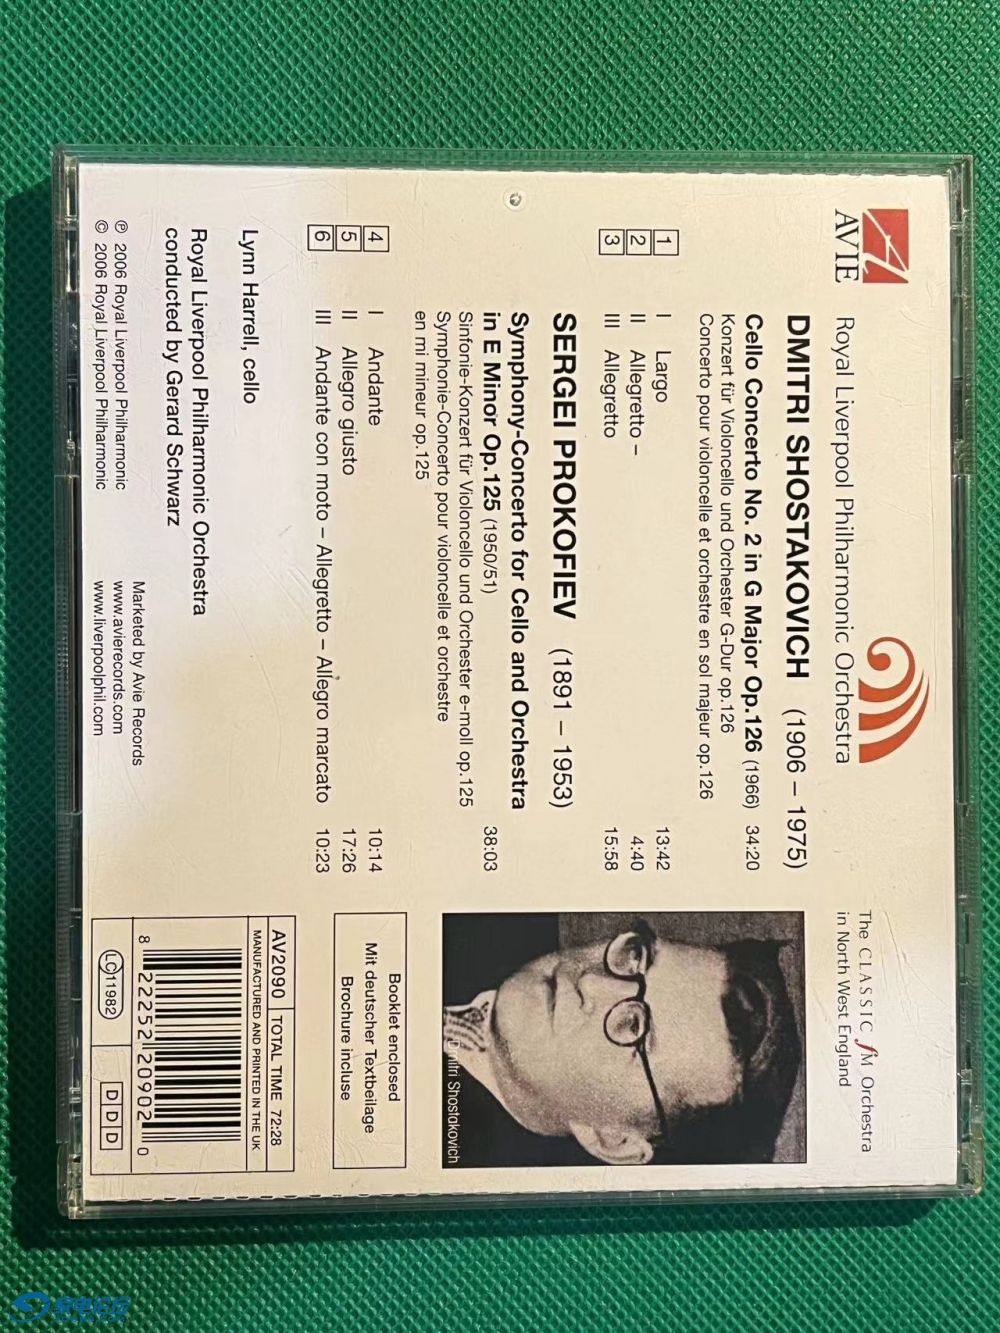 AVIE
Royal Liverpool Philharmonic Orchestra
The CLASSIC fM Orchestra
in North West England
DMITRI SHOSTAKOVICH (1906 – 1975)
Cello Concerto No. 2 in G Major Op.126 (1966) 34:20
Konzert für Violoncello und Orchester G-Dur op.126
Concerto pour violoncelle et orchestre en sol majeur op.126
1 I Largo 13:42
2 II Allegretto – 4:40
3 III Allegretto 15:58
SERGEI PROKOFIEV (1891 – 1953)
Symphony-Concerto for Cello and Orchestra
in E Minor Op.125 (1950/51) 38:03
Sinfonie-Konzert für Violoncello und Orchester e-moll op.125
Symphonie-Concerto pour violoncelle et orchestre
en mi mineur op.125
4 I Andante 10:14
5 II Allegro giusto 17:26
6 III Andante con moto – Allegretto – Allegro marcato 10:23
Lynn Harrell, cello
Royal Liverpool Philharmonic Orchestra
conducted by Gerard Schwarz
℗ 2006 Royal Liverpool Philharmonic
© 2006 Royal Liverpool Philharmonic
Marketed by Avie Records
www.avierecords.com
www.liverpoolphil.com
Dmitri Shostakovich
Booklet enclosed
Mit deutscher Textbeilage
Brochure incluse
AV2090 TOTAL TIME 72:28
MANUFACTURED AND PRINTED IN THE UK
8 22252 20902 0
LC 11982
D D D